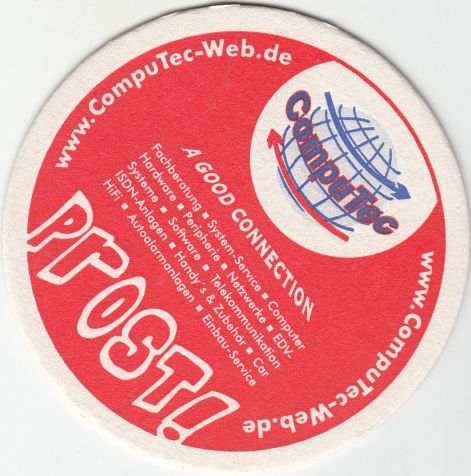 www.CompuTec-Web.de
CompuTec
A GOOD CONNECTION
Fachberatung ▪ System-Service ▪ Computer
Hardware ▪ Peripherie ▪ Netzwerke ▪ EDV-
Systeme ▪ Software ▪ Telekommunikation
ISDN-Anlagen ▪ Handy´s & Zubehör ▪ Car
HiFi ▪ Autoalarmanlagen ▪ Einbau-Service
PROST!
www.CompuTec-Web.de